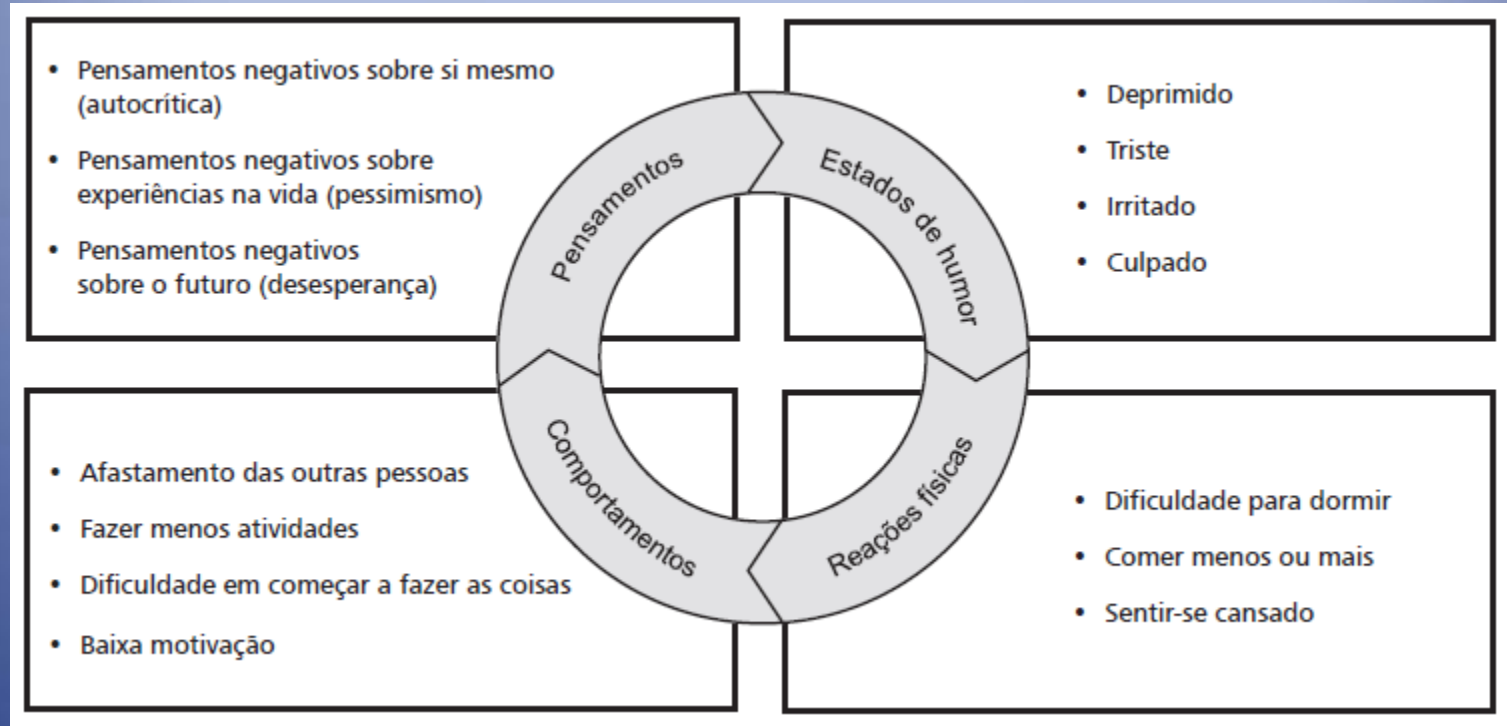 • Pensamentos negativos sobre si mesmo
(autocrítica)
• Pensamentos negativos sobre
experiências na vida (pessimismo)
• Pensamentos negativos
sobre o futuro (desesperança)
• Deprimido
• Triste
• Irritado
• Culpado
Pensamentos
Estados de humor
Comportamentos
Reações físicas
• Afastamento das outras pessoas
• Fazer menos atividades
• Dificuldade em começar a fazer as coisas
• Baixa motivação
• Dificuldade para dormir
• Comer menos ou mais
• Sentir-se cansado